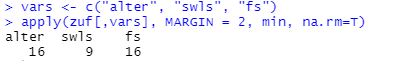 > vars <- c("alter", "swls", "fs")
> apply(zuf[,vars], MARGIN = 2, min, na.rm=T)
alter  swls    fs
   16     9    16